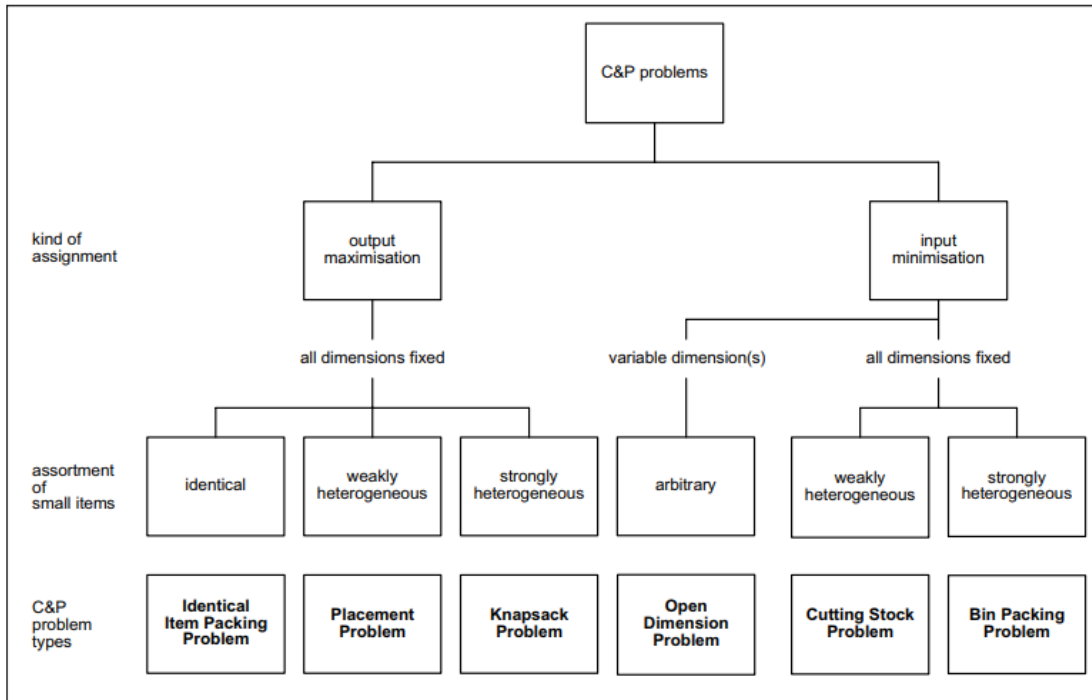 C&P problems
kind of
assignment
output
maximisation
input
minimisation
all dimensions fixed
variable dimension(s)
all dimensions fixed
assortment
of
small items
identical
weakly
heterogeneous
strongly
heterogeneous
arbitrary
weakly
heterogeneous
strongly
heterogeneous
C&P
problem
types
Identical
Item Packing
Problem
Placement
Problem
Knapsack
Problem
Open
Dimension
Problem
Cutting Stock
Problem
Bin Packing
Problem